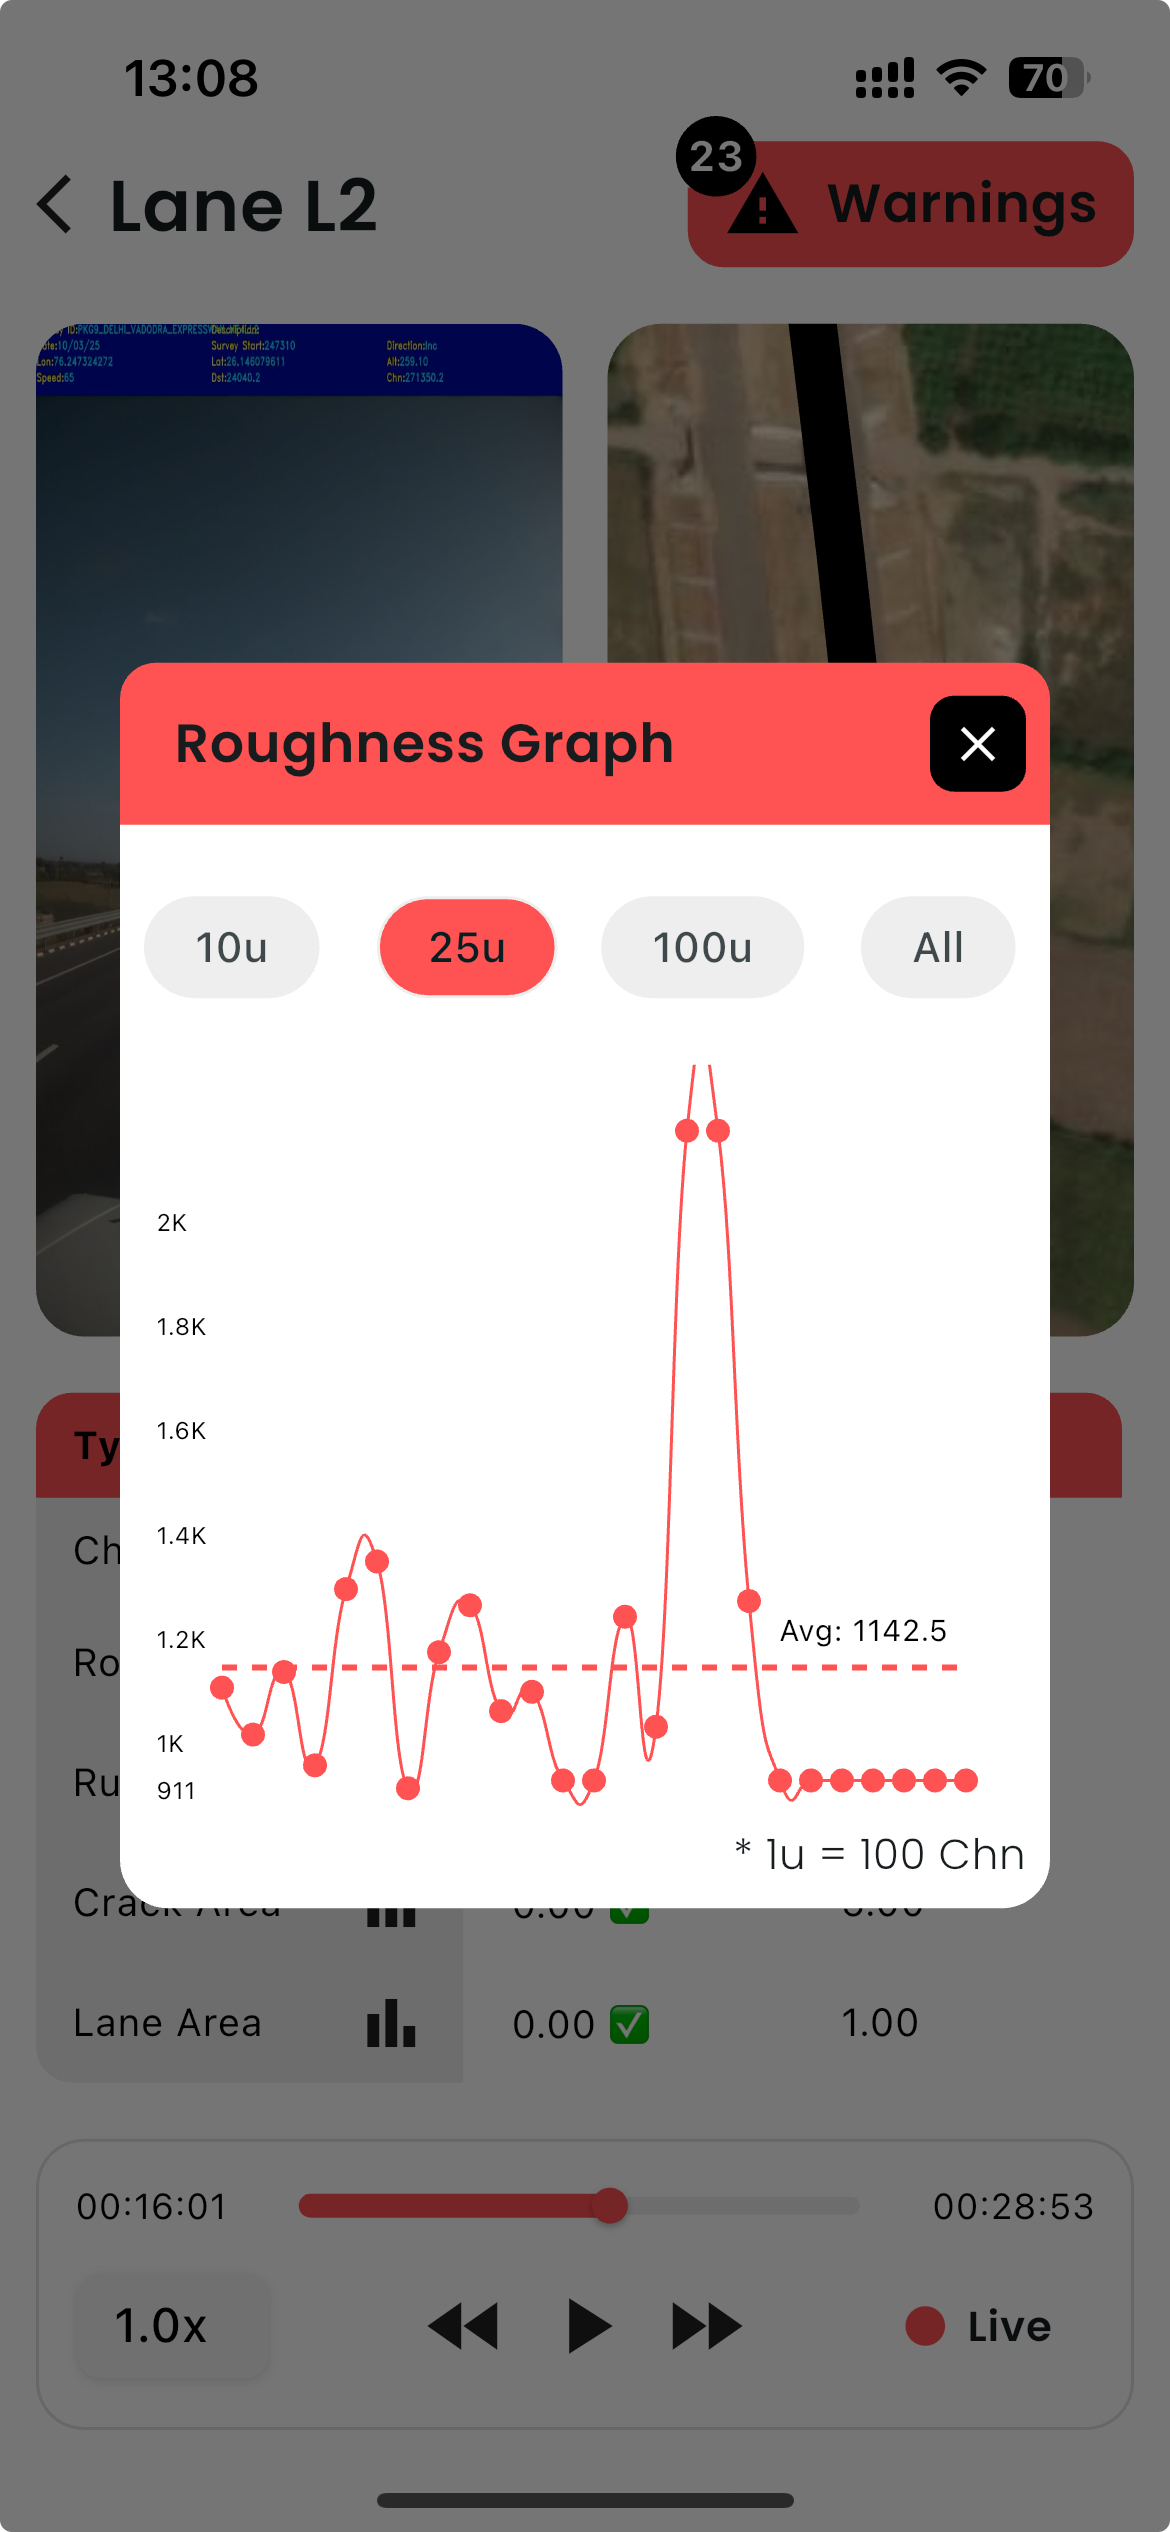 13:08
70
Lane L2
23
Warnings
ID:PKG9_DELHI_VADODRA_EXPRESS
10/03/25
Survey Start:247310
Direction:Inc
Lon:76.247324272
Lat:26.146079611
Alt:259.10
Speed:65
Dst:24040.2
Chn:271350.2
Roughness Graph
10u
25u
100u
All
2K
1.8K
1.6K
1.4K
1.2K
1K
911
Avg: 1142.5
* 1u = 100 Chn
Ty
Ch
Ro
Ru
Crack Area
0.00 ✅
Lane Area
0.00 ✅
1.00
00:16:01
00:28:53
1.0x
Live